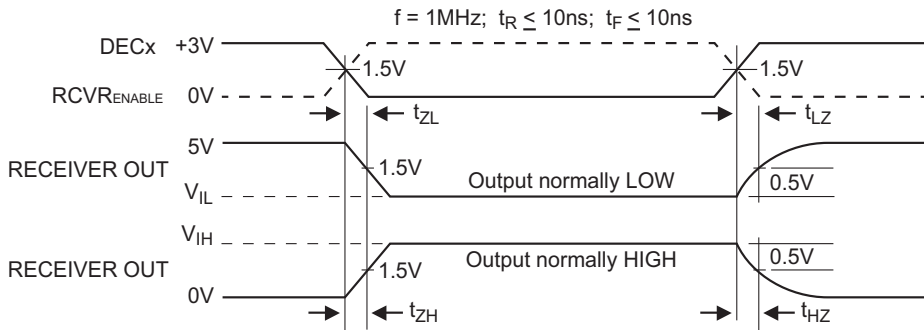 f = 1MHz; tR ≤ 10ns; tF ≤ 10ns
DECx +3V
1.5V 1.5V
RCVRENABLE 0V
tZL tLZ
5V
RECEIVER OUT 1.5V
Output normally LOW 0.5V
VIL
VIH
Output normally HIGH 0.5V
RECEIVER OUT 1.5V
0V
tZH tHZ